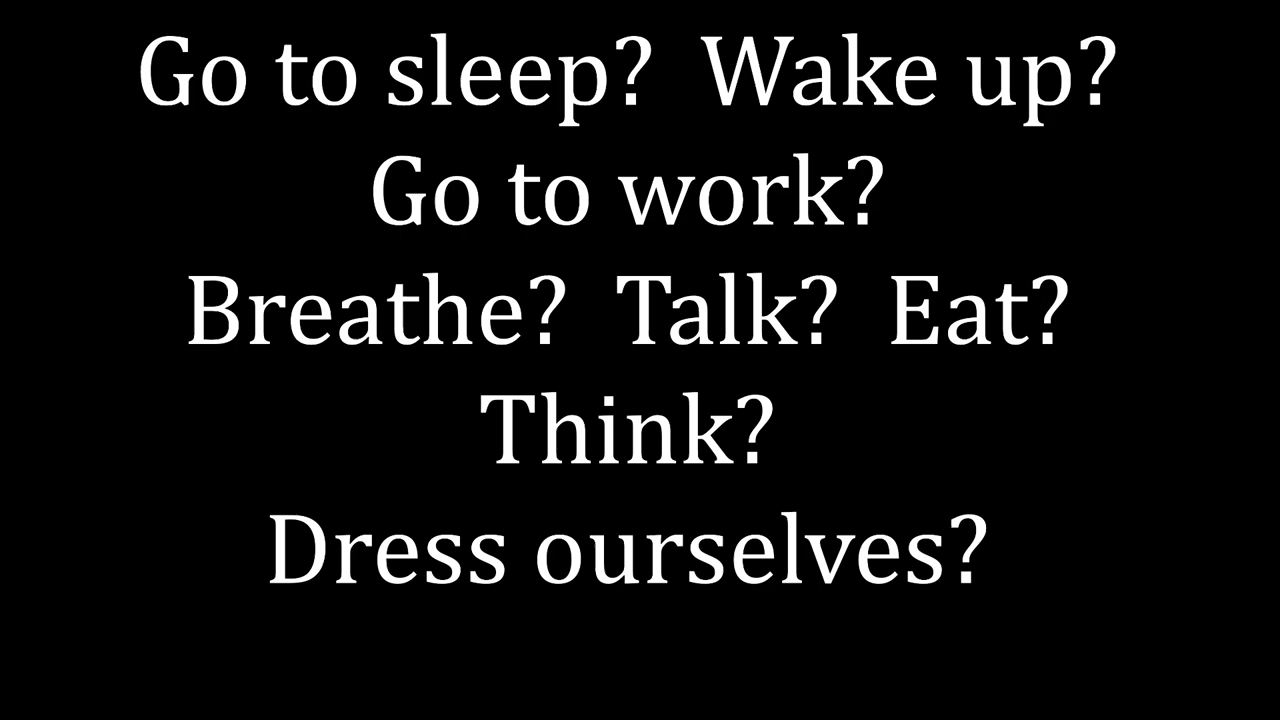 Go to sleep?  Wake up?
Go to work?
Breathe?  Talk?  Eat?
Think?
Dress ourselves?